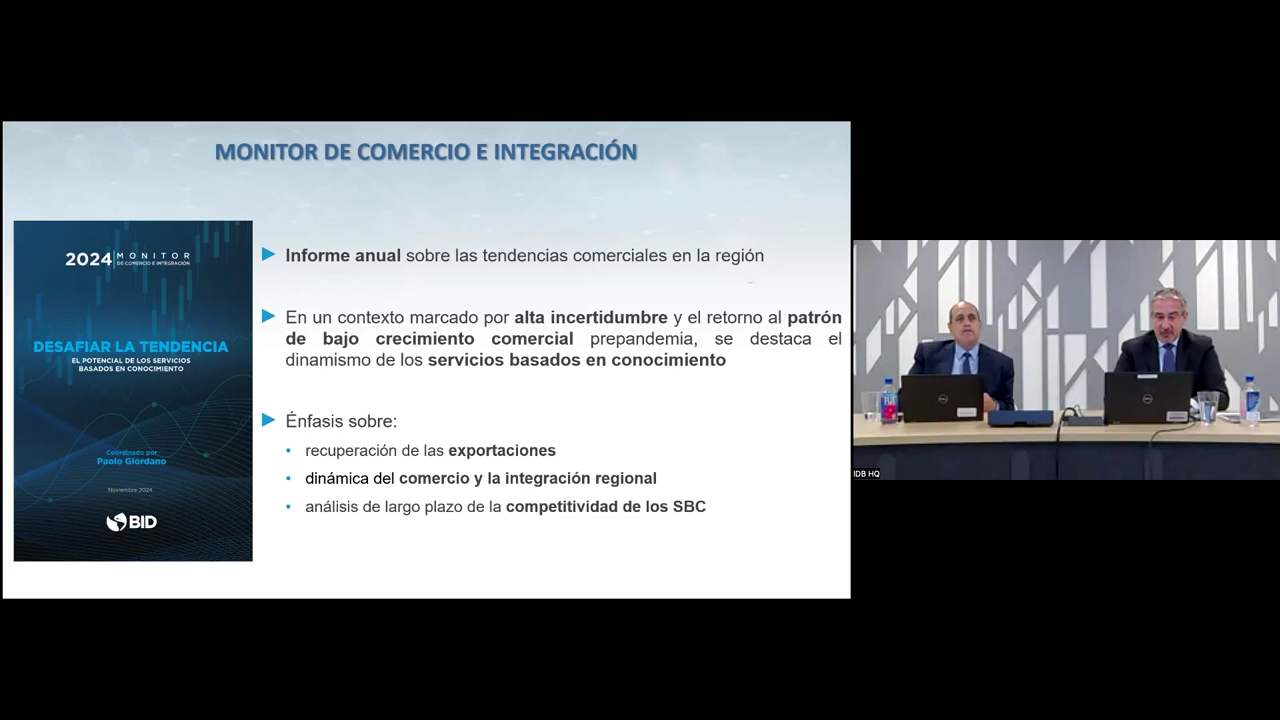 MONITOR DE COMERCIO E INTEGRACIÓN
2024 MONITOR
DE COMERCIO E INTEGRACIÓN
DESAFIAR LA TENDENCIA
EL POTENCIAL DE LOS SERVICIOS
BASADOS EN CONOCIMIENTO
Coordinado por
Paolo Giordano
Noviembre 2024
BID
Informe anual sobre las tendencias comerciales en la región
En un contexto marcado por alta incertidumbre y el retorno al patrón
de bajo crecimiento comercial prepandemia, se destaca el
dinamismo de los servicios basados en conocimiento
Énfasis sobre:
• recuperación de las exportaciones
• dinámica del comercio y la integración regional
• análisis de largo plazo de la competitividad de los SBC
IDB HQ